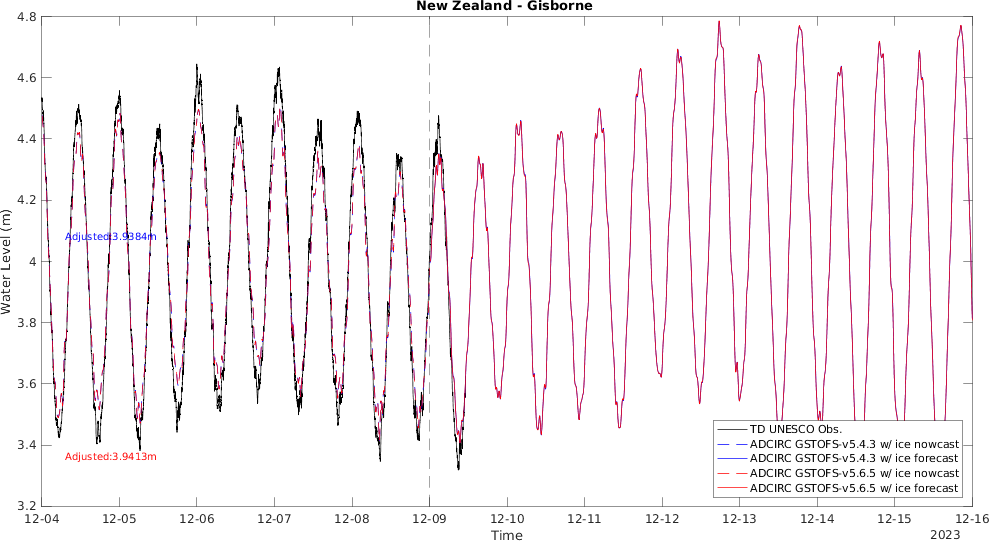 New Zealand - Gisborne
4.8
4.6
4.4
4.2
4
3.8
3.6
3.4
3.2
Water Level (m)
Adjusted:3.9384m
Adjusted:3.9413m
TD UNESCO Obs.
ADCIRC GSTOFS-v5.4.3 w/ ice nowcast
ADCIRC GSTOFS-v5.4.3 w/ ice forecast
ADCIRC GSTOFS-v5.6.5 w/ ice nowcast
ADCIRC GSTOFS-v5.6.5 w/ ice forecast
12-04 12-05 12-06 12-07 12-08 12-09 12-10 12-11 12-12 12-13 12-14 12-15 12-16
Time
2023